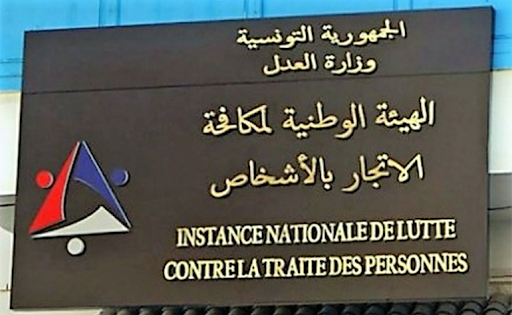 الجمهورية التونسية
وزارة العدل
الهيئة الوطنية لمكافحة
الاتجار بالأشخاص
INSTANCE NATIONALE DE LUTTE
CONTRE LA TRAITE DES PERSONNES